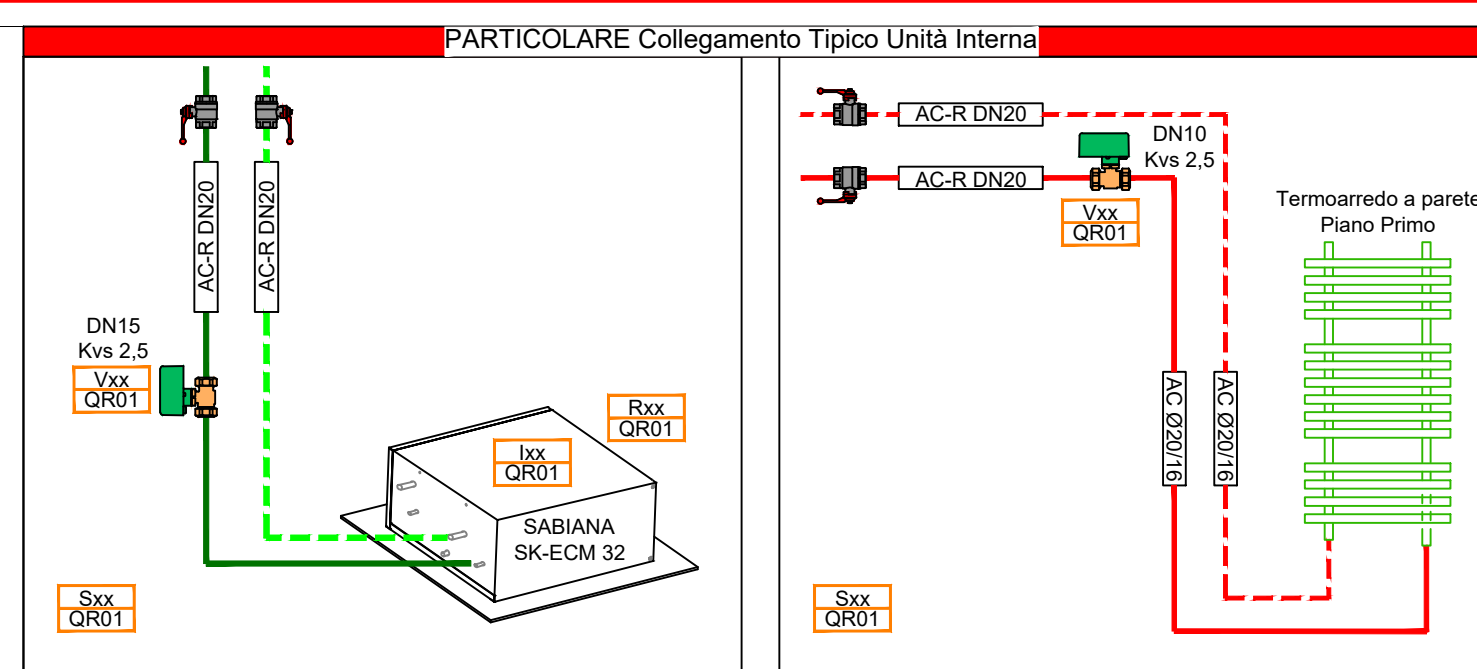 PARTICOLARE Collegamento Tipico Unità Interna
AC-R DN20
AC-R DN20
DN15
Kvs 2,5
Vxx
QR01
Rxx
QR01
Ixx
QR01
SABIANA
SK-ECM 32
Sxx
QR01
AC-R DN20
AC-R DN20
DN10
Kvs 2,5
Vxx
QR01
Termoarredo a parete
Piano Primo
AC Ø20/16
AC Ø20/16
Sxx
QR01